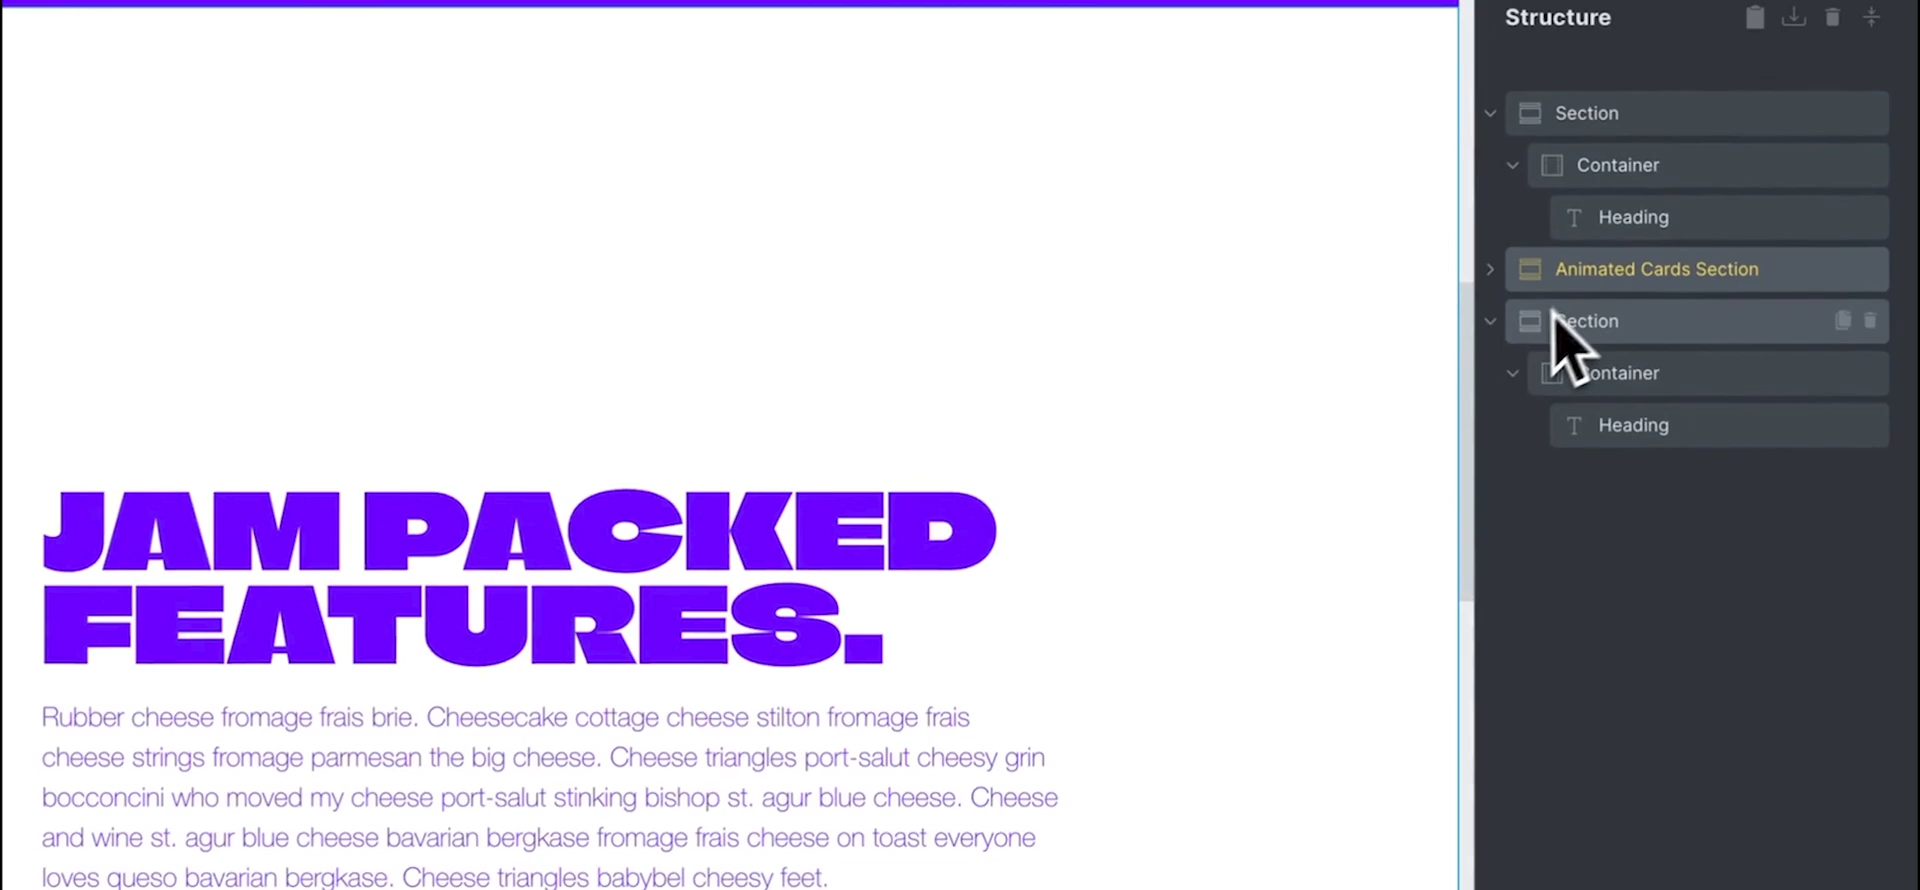 JAM PACKED
FEATURES.
Rubber cheese fromage frais brie. Cheesecake cottage cheese stilton fromage frais
cheese strings fromage parmesan the big cheese. Cheese triangles port-salut cheesy grin
bocconcini who moved my cheese port-salut stinking bishop st. agur blue cheese. Cheese
and wine st. agur blue cheese bavarian bergkase fromage frais cheese on toast everyone
loves queso bavarian bergkase. Cheese triangles babybel cheesy feet.
Structure
Section
Container
Heading
Animated Cards Section
Section
Container
Heading